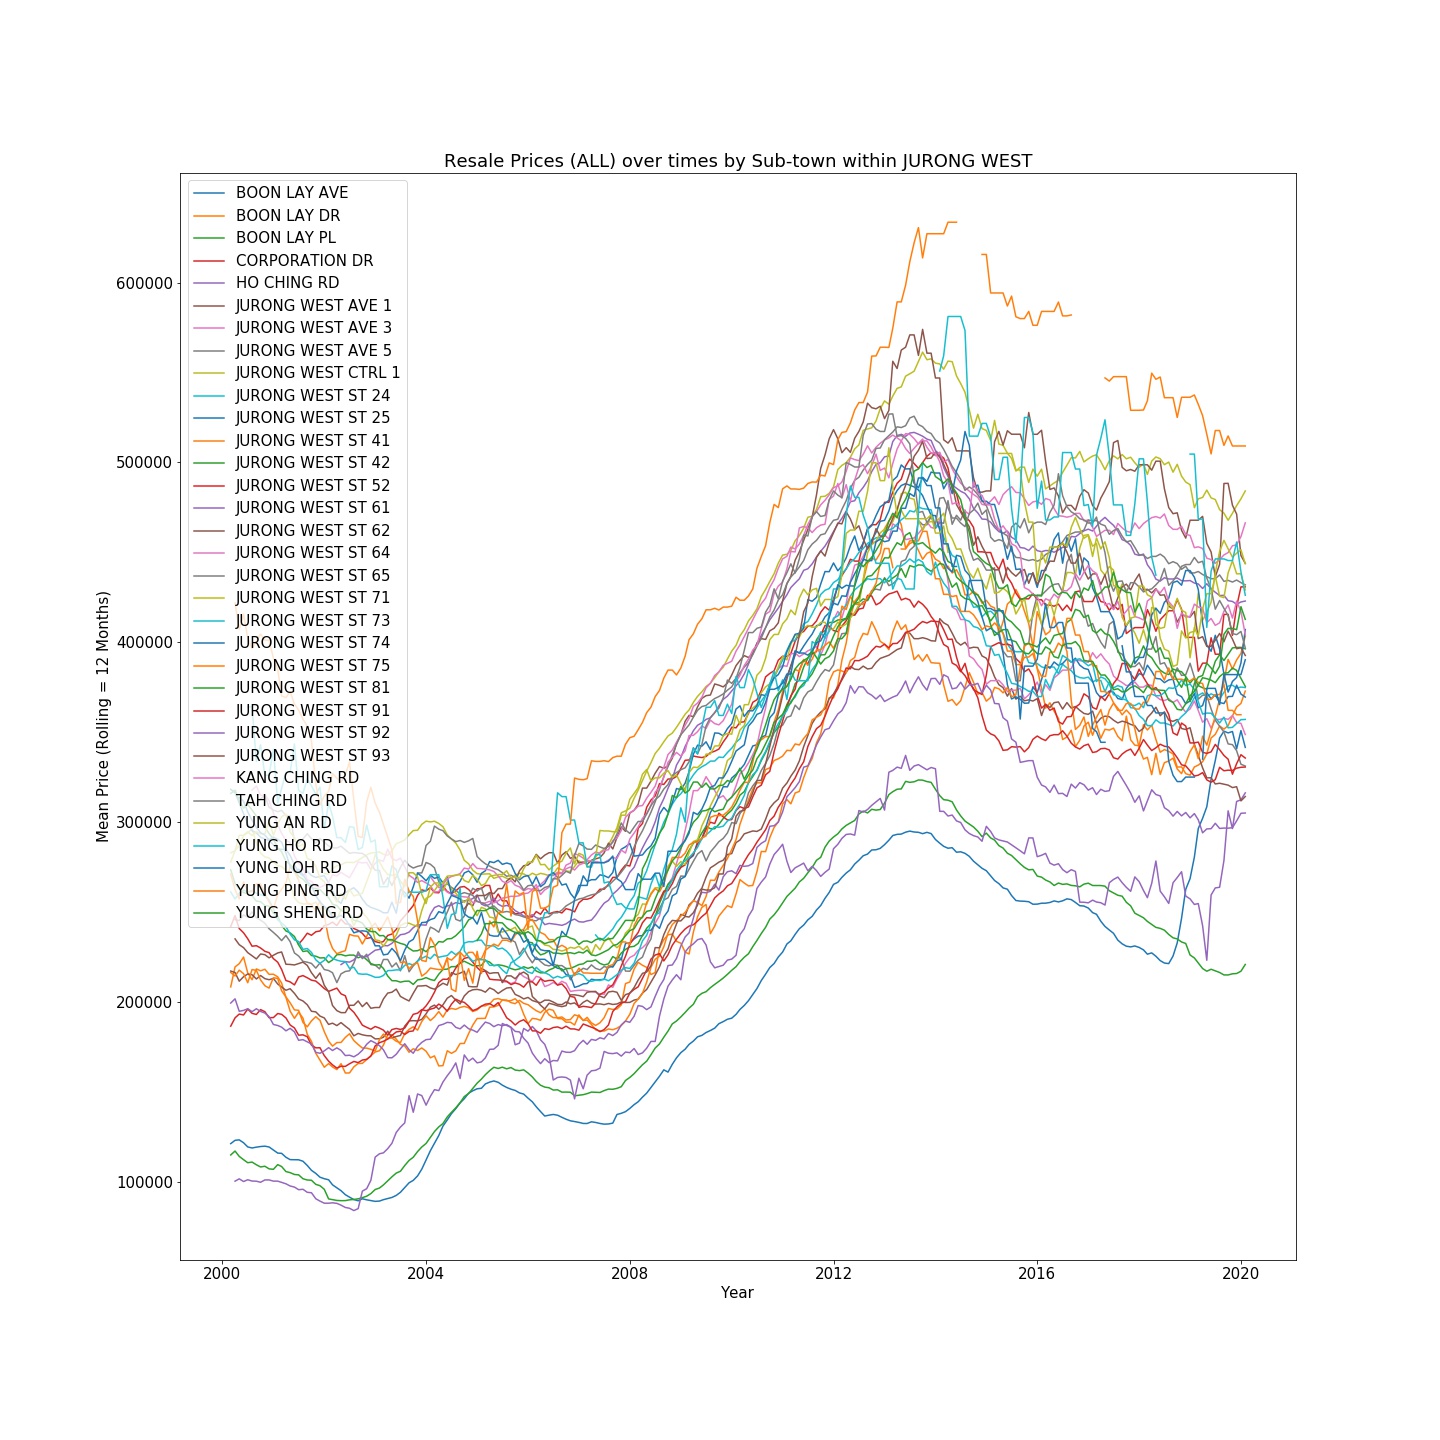 Resale Prices (ALL) over times by Sub-town within JURONG WEST
BOON LAY AVE
BOON LAY DR
BOON LAY PL
CORPORATION DR
HO CHING RD
JURONG WEST AVE 1
JURONG WEST AVE 3
JURONG WEST AVE 5
JURONG WEST CTRL 1
JURONG WEST ST 24
JURONG WEST ST 25
JURONG WEST ST 41
JURONG WEST ST 42
JURONG WEST ST 52
JURONG WEST ST 61
JURONG WEST ST 62
JURONG WEST ST 64
JURONG WEST ST 65
JURONG WEST ST 71
JURONG WEST ST 73
JURONG WEST ST 74
JURONG WEST ST 75
JURONG WEST ST 81
JURONG WEST ST 91
JURONG WEST ST 92
JURONG WEST ST 93
KANG CHING RD
TAH CHING RD
YUNG AN RD
YUNG HO RD
YUNG LOH RD
YUNG PING RD
YUNG SHENG RD
600000
500000
400000
300000
200000
100000
Mean Price (Rolling = 12 Months)
2000 2004 2008 2012 2016 2020
Year